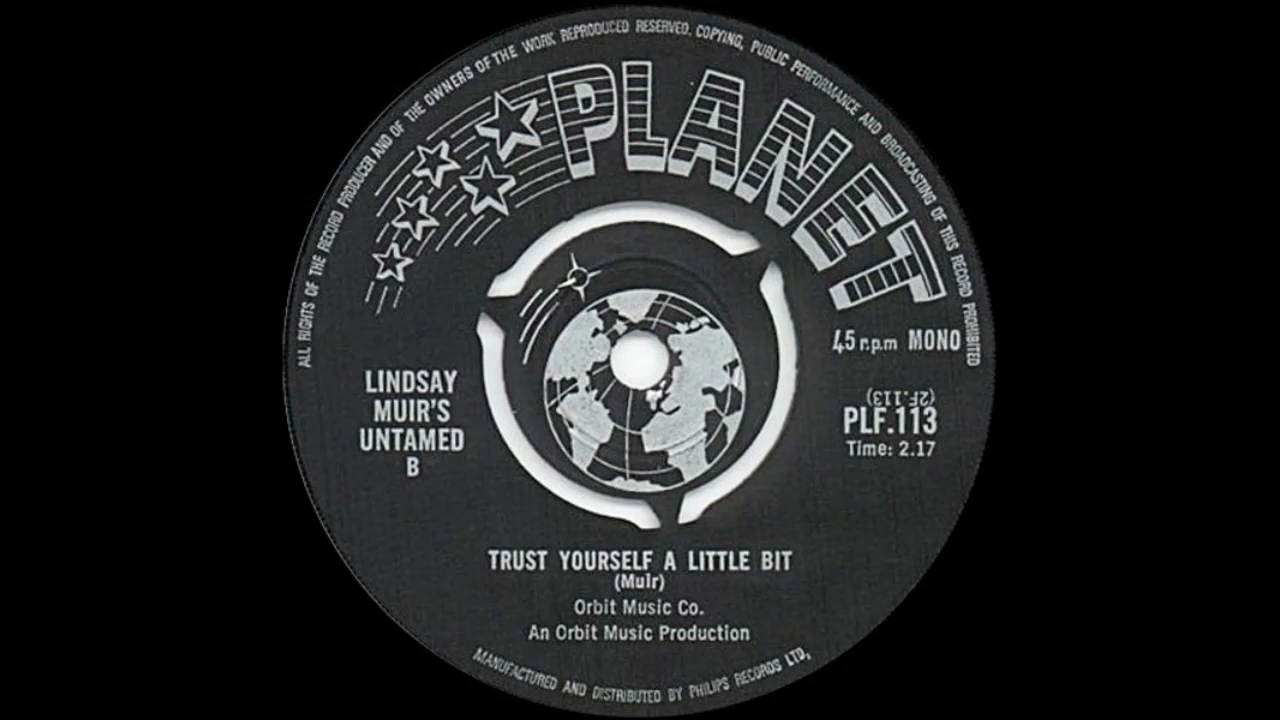 ALL RIGHTS OF THE RECORD PRODUCER AND OF THE OWNERS OF THE WORK REPRODUCED RESERVED. COPYING, PUBLIC PERFORMANCE AND BROADCASTING OF THIS RECORD PROHIBITED
PLANET
45 r.p.m MONO
(2F.113)
PLF.113
Time: 2.17
LINDSAY
MUIR'S
UNTAMED
B
TRUST YOURSELF A LITTLE BIT
(Muir)
Orbit Music Co.
An Orbit Music Production
MANUFACTURED AND DISTRIBUTED BY PHILIPS RECORDS LTD,